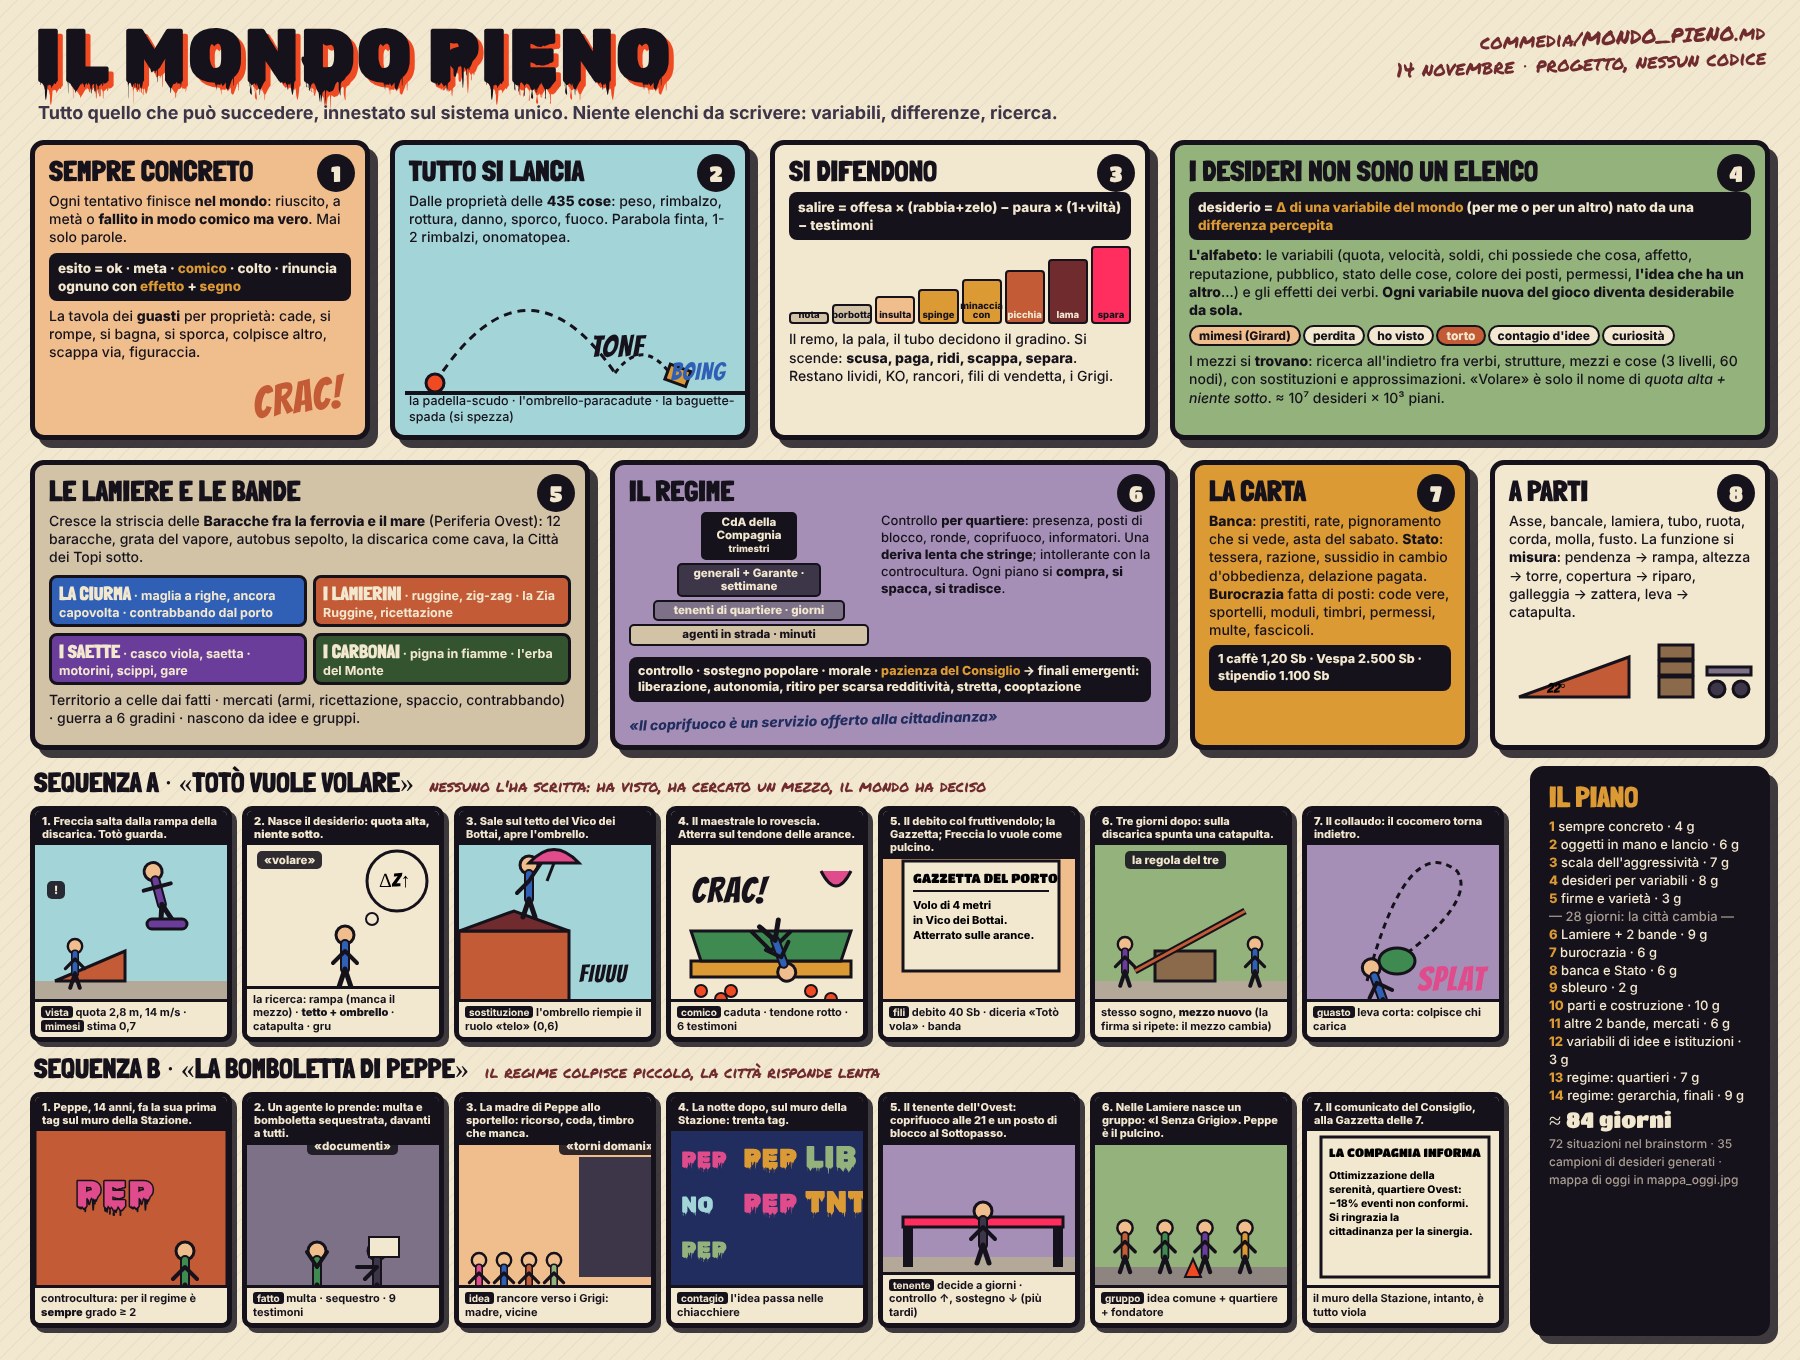 IL MONDO PIENO
commedia/MONDO_PIENO.md
14 novembre · progetto, nessun codice
Tutto quello che può succedere, innestato sul sistema unico. Niente elenchi da scrivere: variabili, differenze, ricerca.
SEMPRE CONCRETO
1
Ogni tentativo finisce nel mondo: riuscito, a
metà o fallito in modo comico ma vero. Mai
solo parole.
esito = ok · meta · comico · colto · rinuncia
ognuno con effetto + segno
La tavola dei guasti per proprietà: cade, si
rompe, si bagna, si sporca, colpisce altro,
scappa via, figuraccia.
CRAC!
TUTTO SI LANCIA
2
Dalle proprietà delle 435 cose: peso, rimbalzo,
rottura, danno, sporco, fuoco. Parabola finta, 1-
2 rimbalzi, onomatopea.
TONE
BOING
la padella-scudo · l'ombrello-paracadute · la baguette-
spada (si spezza)
SI DIFENDONO
3
salire = offesa × (rabbia+zelo) − paura × (1+viltà)
− testimoni
nota
borbotta
insulta
spinge
minaccia
con
picchia
lama
spara
Il remo, la pala, il tubo decidono il gradino. Si
scende: scusa, paga, ridi, scappa, separa.
Restano lividi, KO, rancori, fili di vendetta, i Grigi.
I DESIDERI NON SONO UN ELENCO
4
desiderio = Δ di una variabile del mondo (per me o per un altro) nato da una
differenza percepita
L'alfabeto: le variabili (quota, velocità, soldi, chi possiede che cosa, affetto,
reputazione, pubblico, stato delle cose, colore dei posti, permessi, l'idea che ha un
altro…) e gli effetti dei verbi. Ogni variabile nuova del gioco diventa desiderabile
da sola.
mimesi (Girard)
perdita
ho visto
torto
contagio d'idee
curiosità
I mezzi si trovano: ricerca all'indietro fra verbi, strutture, mezzi e cose (3 livelli, 60
nodi), con sostituzioni e approssimazioni. «Volare» è solo il nome di quota alta +
niente sotto. ≈ 10⁷ desideri × 10³ piani.
LE LAMIERE E LE BANDE
5
Cresce la striscia delle Baracche fra la ferrovia e il mare (Periferia Ovest): 12
baracche, grata del vapore, autobus sepolto, la discarica come cava, la Città
dei Topi sotto.
LA CIURMA · maglia a righe, ancora
capovolta · contrabbando dal porto
I LAMIERINI · ruggine, zig-zag · la Zia
Ruggine, ricettazione
I SAETTE · casco viola, saetta ·
motorini, scippi, gare
I CARBONAI · pigna in fiamme · l'erba
del Monte
Territorio a celle dai fatti · mercati (armi, ricettazione, spaccio, contrabbando)
· guerra a 6 gradini · nascono da idee e gruppi.
IL REGIME
6
CdA della
Compagnia
trimestri
generali + Garante ·
settimane
tenenti di quartiere · giorni
agenti in strada · minuti
Controllo per quartiere: presenza, posti di
blocco, ronde, coprifuoco, informatori. Una
deriva lenta che stringe; intollerante con la
controcultura. Ogni piano si compra, si
spacca, si tradisce.
controllo · sostegno popolare · morale · pazienza del Consiglio → finali emergenti:
liberazione, autonomia, ritiro per scarsa redditività, stretta, cooptazione
«Il coprifuoco è un servizio offerto alla cittadinanza»
LA CARTA
7
Banca: prestiti, rate, pignoramento
che si vede, asta del sabato. Stato:
tessera, razione, sussidio in cambio
d'obbedienza, delazione pagata.
Burocrazia fatta di posti: code vere,
sportelli, moduli, timbri, permessi,
multe, fascicoli.
1 caffè 1,20 Sb · Vespa 2.500 Sb ·
stipendio 1.100 Sb
A PARTI
8
Asse, bancale, lamiera, tubo, ruota,
corda, molla, fusto. La funzione si
misura: pendenza → rampa, altezza
→ torre, copertura → riparo,
galleggia → zattera, leva →
catapulta.
22°
SEQUENZA A · «TOTÒ VUOLE VOLARE»
nessuno l'ha scritta: ha visto, ha cercato un mezzo, il mondo ha deciso
1. Freccia salta dalla rampa della
discarica. Totò guarda.
!
vista quota 2,8 m, 14 m/s ·
mimesi stima 0,7
2. Nasce il desiderio: quota alta,
niente sotto.
«volare»
ΔZ↑
la ricerca: rampa (manca il
mezzo) · tetto + ombrello ·
catapulta · gru
3. Sale sul tetto del Vico dei
Bottai, apre l'ombrello.
FIUUU
sostituzione l'ombrello riempie il
ruolo «telo» (0,6)
4. Il maestrale lo rovescia.
Atterra sul tendone delle arance.
CRAC!
comico caduta · tendone rotto ·
6 testimoni
5. Il debito col fruttivendolo; la
Gazzetta; Freccia lo vuole come
pulcino.
GAZZETTA DEL PORTO
Volo di 4 metri
in Vico dei Bottai.
Atterrato sulle arance.
fili debito 40 Sb · diceria «Totò
vola» · banda
6. Tre giorni dopo: sulla
discarica spunta una catapulta.
la regola del tre
stesso sogno, mezzo nuovo (la
firma si ripete: il mezzo cambia)
7. Il collaudo: il cocomero torna
indietro.
SPLAT
guasto leva corta: colpisce chi
carica
SEQUENZA B · «LA BOMBOLETTA DI PEPPE»
il regime colpisce piccolo, la città risponde lenta
1. Peppe, 14 anni, fa la sua prima
tag sul muro della Stazione.
PEP
controcultura: per il regime è
sempre grado ≥ 2
2. Un agente lo prende: multa e
bomboletta sequestrata, davanti
a tutti.
«documenti»
fatto multa · sequestro · 9
testimoni
3. La madre di Peppe allo
sportello: ricorso, coda, timbro
che manca.
«torni domani»
idea rancore verso i Grigi:
madre, vicine
4. La notte dopo, sul muro della
Stazione: trenta tag.
PEP PEP LIB
NO PEP TNT
PEP
contagio l'idea passa nelle
chiacchiere
5. Il tenente dell'Ovest:
coprifuoco alle 21 e un posto di
blocco al Sottopasso.
tenente decide a giorni ·
controllo ↑, sostegno ↓ (più
tardi)
6. Nelle Lamiere nasce un
gruppo: «I Senza Grigio». Peppe
è il pulcino.
gruppo idea comune + quartiere
+ fondatore
7. Il comunicato del Consiglio,
alla Gazzetta delle 7.
LA COMPAGNIA INFORMA
Ottimizzazione della
serenità, quartiere Ovest:
−18% eventi non conformi.
Si ringrazia la
cittadinanza per la sinergia.
il muro della Stazione, intanto, è
tutto viola
IL PIANO
1 sempre concreto · 4 g
2 oggetti in mano e lancio · 6 g
3 scala dell'aggressività · 7 g
4 desideri per variabili · 8 g
5 firme e varietà · 3 g
— 28 giorni: la città cambia —
6 Lamiere + 2 bande · 9 g
7 burocrazia · 6 g
8 banca e Stato · 6 g
9 sbleuro · 2 g
10 parti e costruzione · 10 g
11 altre 2 bande, mercati · 6 g
12 variabili di idee e istituzioni ·
3 g
13 regime: quartieri · 7 g
14 regime: gerarchia, finali · 9 g
≈ 84 giorni
72 situazioni nel brainstorm · 35
campioni di desideri generati ·
mappa di oggi in mappa_oggi.jpg